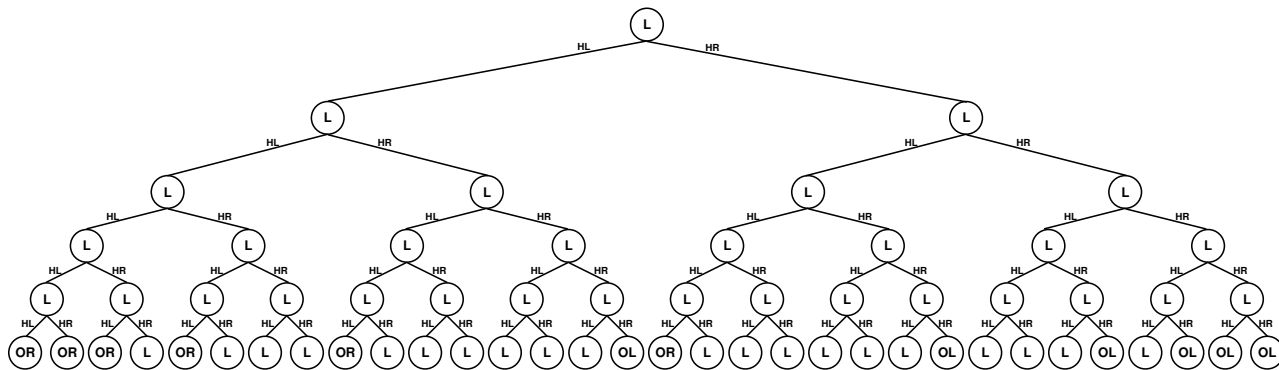 L
HL HR
L L
HL HR HL HR
L L L L
HL HR HL HR HL HR HL HR
L L L L L L L L
HL HR HL HR HL HR HL HR HL HR HL HR HL HR HL HR
L L L L L L L L L L L L L L L L
HL HR HL HR HL HR HL HR HL HR HL HR HL HR HL HR HL HR HL HR HL HR HL HR HL HR HL HR HL HR HL HR
OR OR OR L OR L L L OR L L L L L L OL OR L L L L L L OL L L L OL L OL OL OL